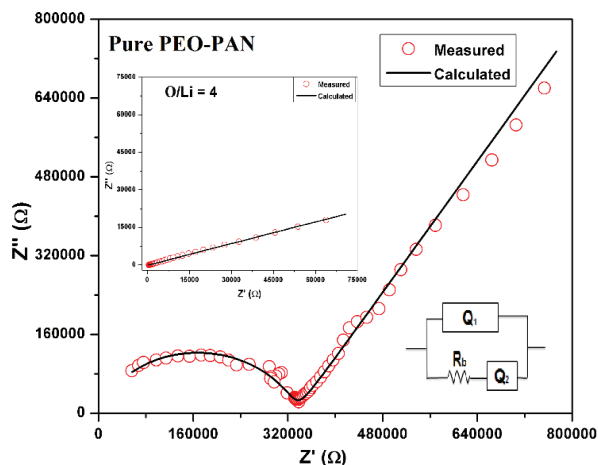 Pure PEO-PAN
Measured
Calculated
O/Li = 4
Measured
Calculated
75000
60000
45000
30000
15000
0
Z'' (Ω)
0 15000 30000 45000 60000 75000
Z' (Ω)
800000
640000
480000
320000
160000
0
Z'' (Ω)
Q1
Rb
Q2
0 160000 320000 480000 640000 800000
Z' (Ω)